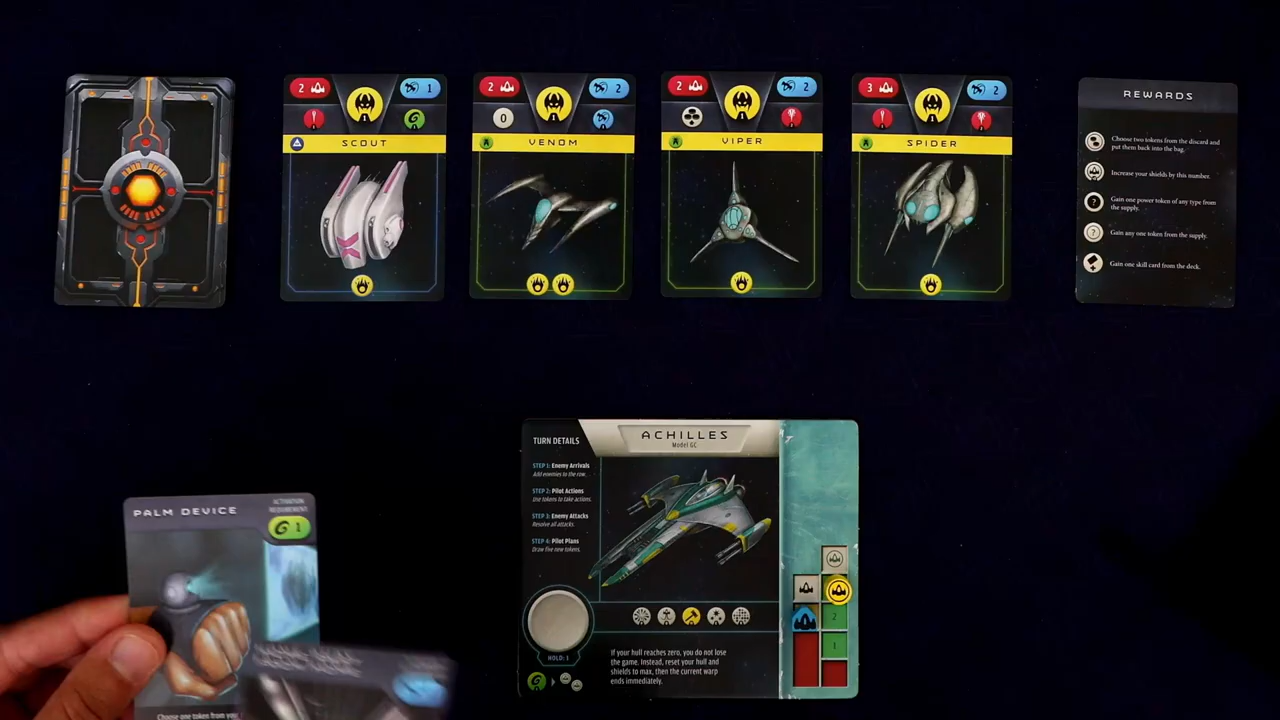 2
1
SCOUT
2
2
0
VENOM
2
2
VIPER
3
2
SPIDER
REWARDS
Choose two tokens from the discard and
put them back into the bag.
Increase your shields by this number.
?
Gain one power token of any type from
the supply.
?
Gain any one token from the supply.
Gain one skill card from the deck.
PALM DEVICE
ACTIVATION
REQUIREMENT
1
Choose one token from you
TURN DETAILS
STEP 1: Enemy Arrivals
Add enemies to the row.
STEP 2: Pilot Actions
Use tokens to take actions.
STEP 3: Enemy Attacks
Resolve all attacks.
STEP 4: Pilot Plans
Draw five new tokens.
HOLD: 1
ACHILLES
Model GC
If your hull reaches zero, you do not lose
the game. Instead, reset your hull and
shields to max, then the current warp
ends immediately.
2
1